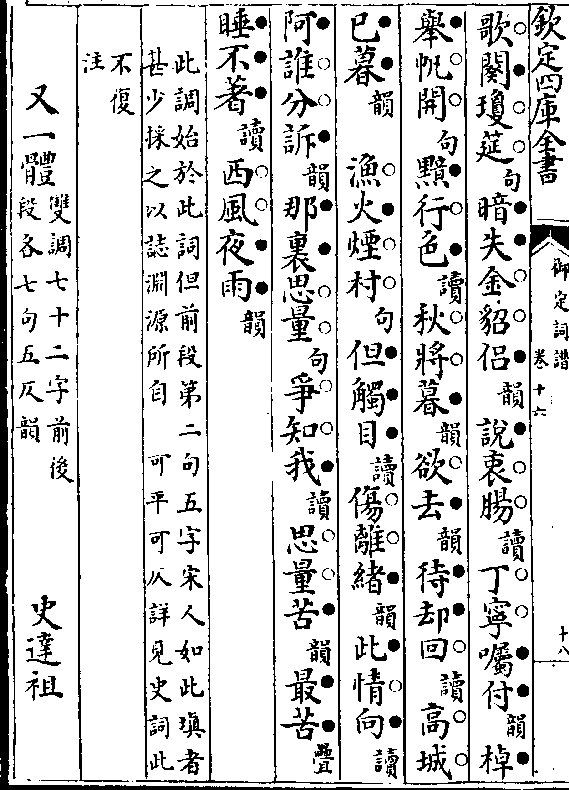 欽定四庫全書
御定詞譜
卷十六
十八
歌闋瓊筵句暗失金貂侶韻說衷腸讀丁寧囑付韻棹
舉帆開句黯行色讀秋將暮韻欲去韻待却回讀高城
已暮韻漁火煙村句但觸目讀傷離緒韻此情向讀
阿誰分訴韻那裏思量句爭知我讀思量苦韻最苦疊
睡不著讀西風夜雨韻
此調始於此詞但前段第二句五字宋人如此填者
甚少採之以誌淵源所自　可平可仄詳見史詞此
不復
注
又一體雙調七十二字前後
段各七句五仄韻　史達祖